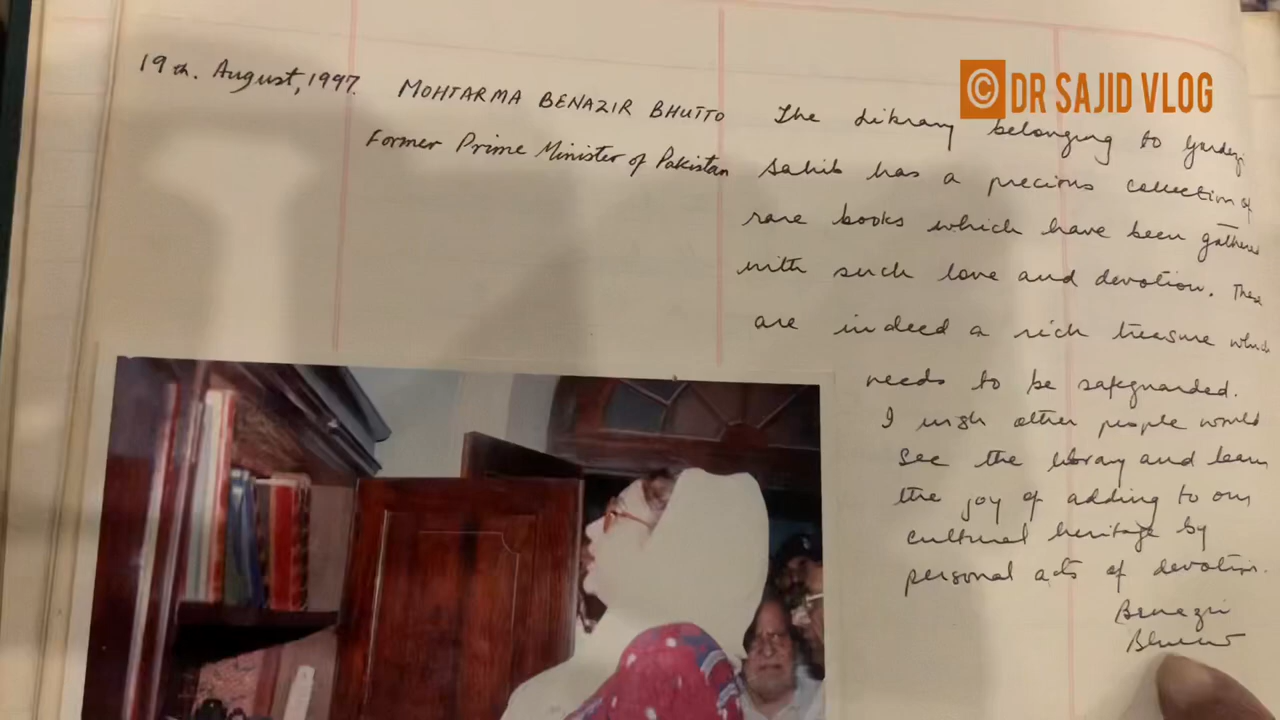 © DR SAJID VLOG
19th. August, 1997.
MOHTARMA BENAZIR BHUTTO
Former Prime Minister of Pakistan
The Library belonging to Gardezi
Sahib has a precious collection of
rare books which have been gathered
with such love and devotion. These
are indeed a rich treasure which
needs to be safeguarded.
I wish other people would
see the library and learn
the joy of adding to our
cultural heritage by
personal acts of devotion.
Benazir
Bhutto